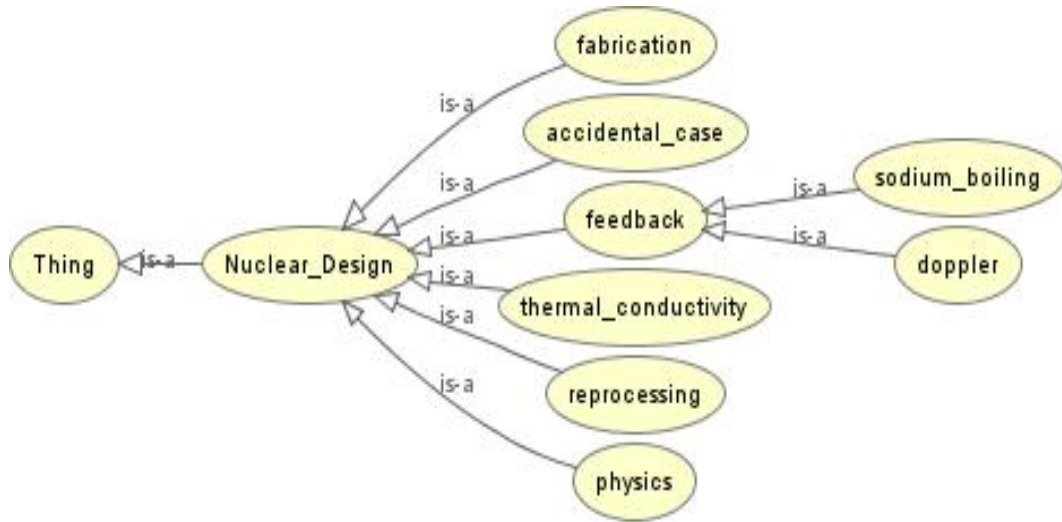 fabrication
is-a
accidental_case
is-a
sodium_boiling
is-a
feedback
is-a
Thing
is-a
Nuclear_Design
is-a
doppler
is-a
thermal_conductivity
is-a
reprocessing
is-a
physics
is-a